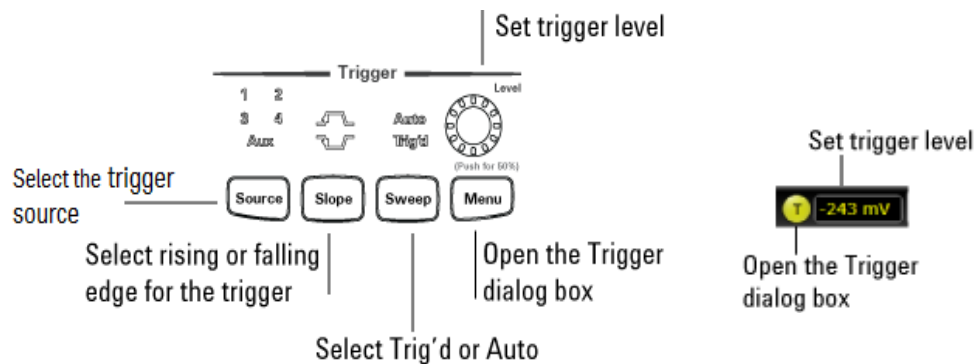 Set trigger level
Trigger
Level
1 2
3 4 Auto
Aux Trig'd
(Push for 50%)
Select the trigger
source
Source Slope Sweep Menu
Select rising or falling
edge for the trigger
Open the Trigger
dialog box
Select Trig'd or Auto
Set trigger level
T -243 mV
Open the Trigger
dialog box